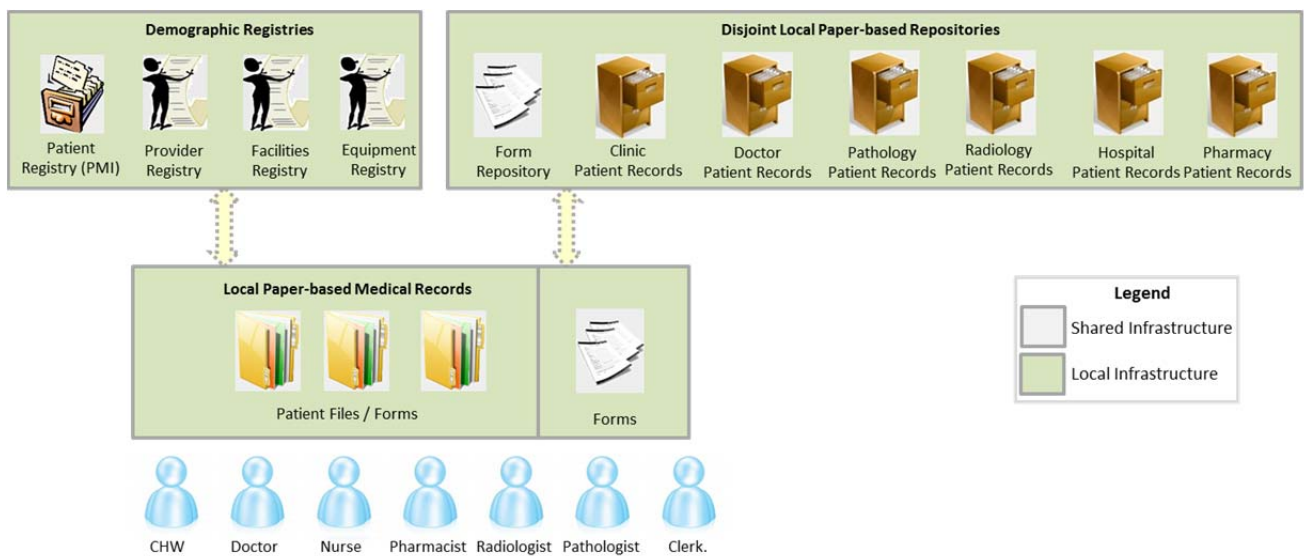 Demographic Registries
Patient
Registry (PMI)
Provider
Registry
Facilities
Registry
Equipment
Registry
Disjoint Local Paper-based Repositories
Form
Repository
Clinic
Patient Records
Doctor
Patient Records
Pathology
Patient Records
Radiology
Patient Records
Hospital
Patient Records
Pharmacy
Patient Records
Local Paper-based Medical Records
Patient Files / Forms
Forms
Legend
Shared Infrastructure
Local Infrastructure
CHW
Doctor
Nurse
Pharmacist
Radiologist
Pathologist
Clerk.